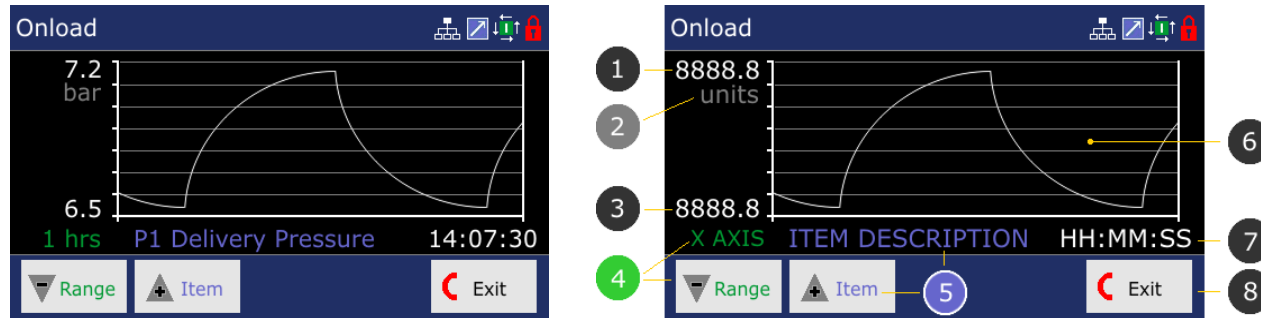 Onload
7.2
bar
6.5
1 hrs P1 Delivery Pressure 14:07:30
Range Item Exit
Onload
1 8888.8
units
2
6
3 8888.8
X AXIS ITEM DESCRIPTION HH:MM:SS 7
4
Range Item 5 Exit 8